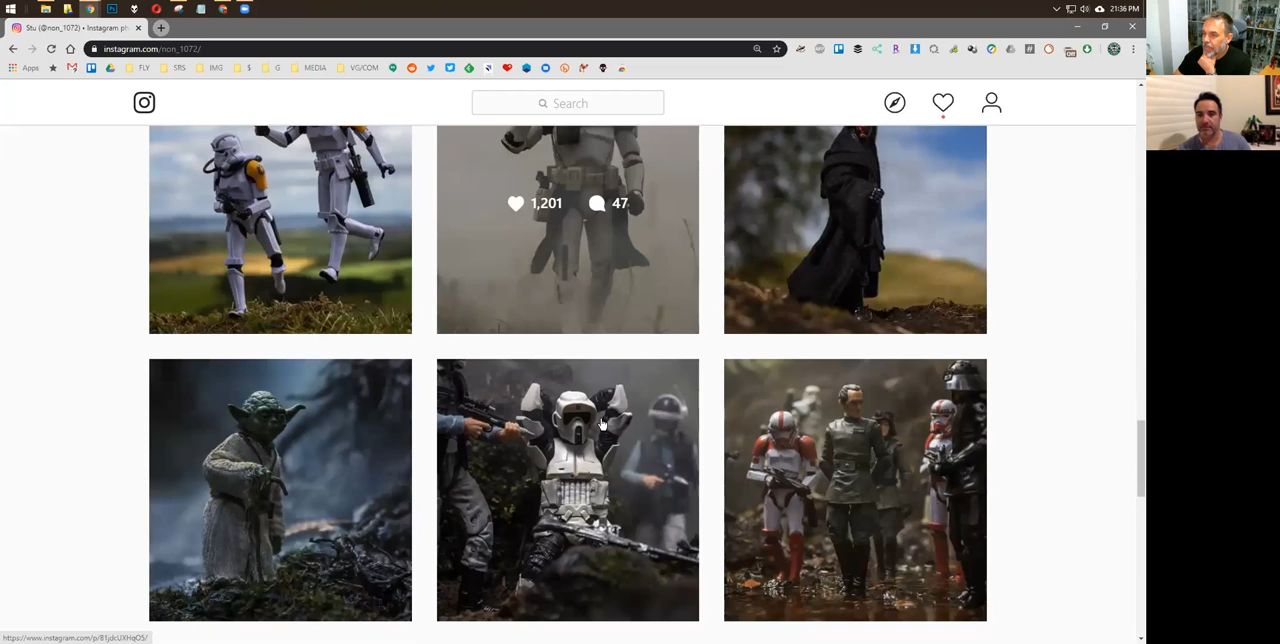 21:36 PM
Stu (@non_1072) • Instagram ph
instagram.com/non_1072/
Apps
FLY
SRS
IMG
$
G
MEDIA
VG/COM
Search
1,201
47
https://www.instagram.com/p/B1jdcUXHqOS/